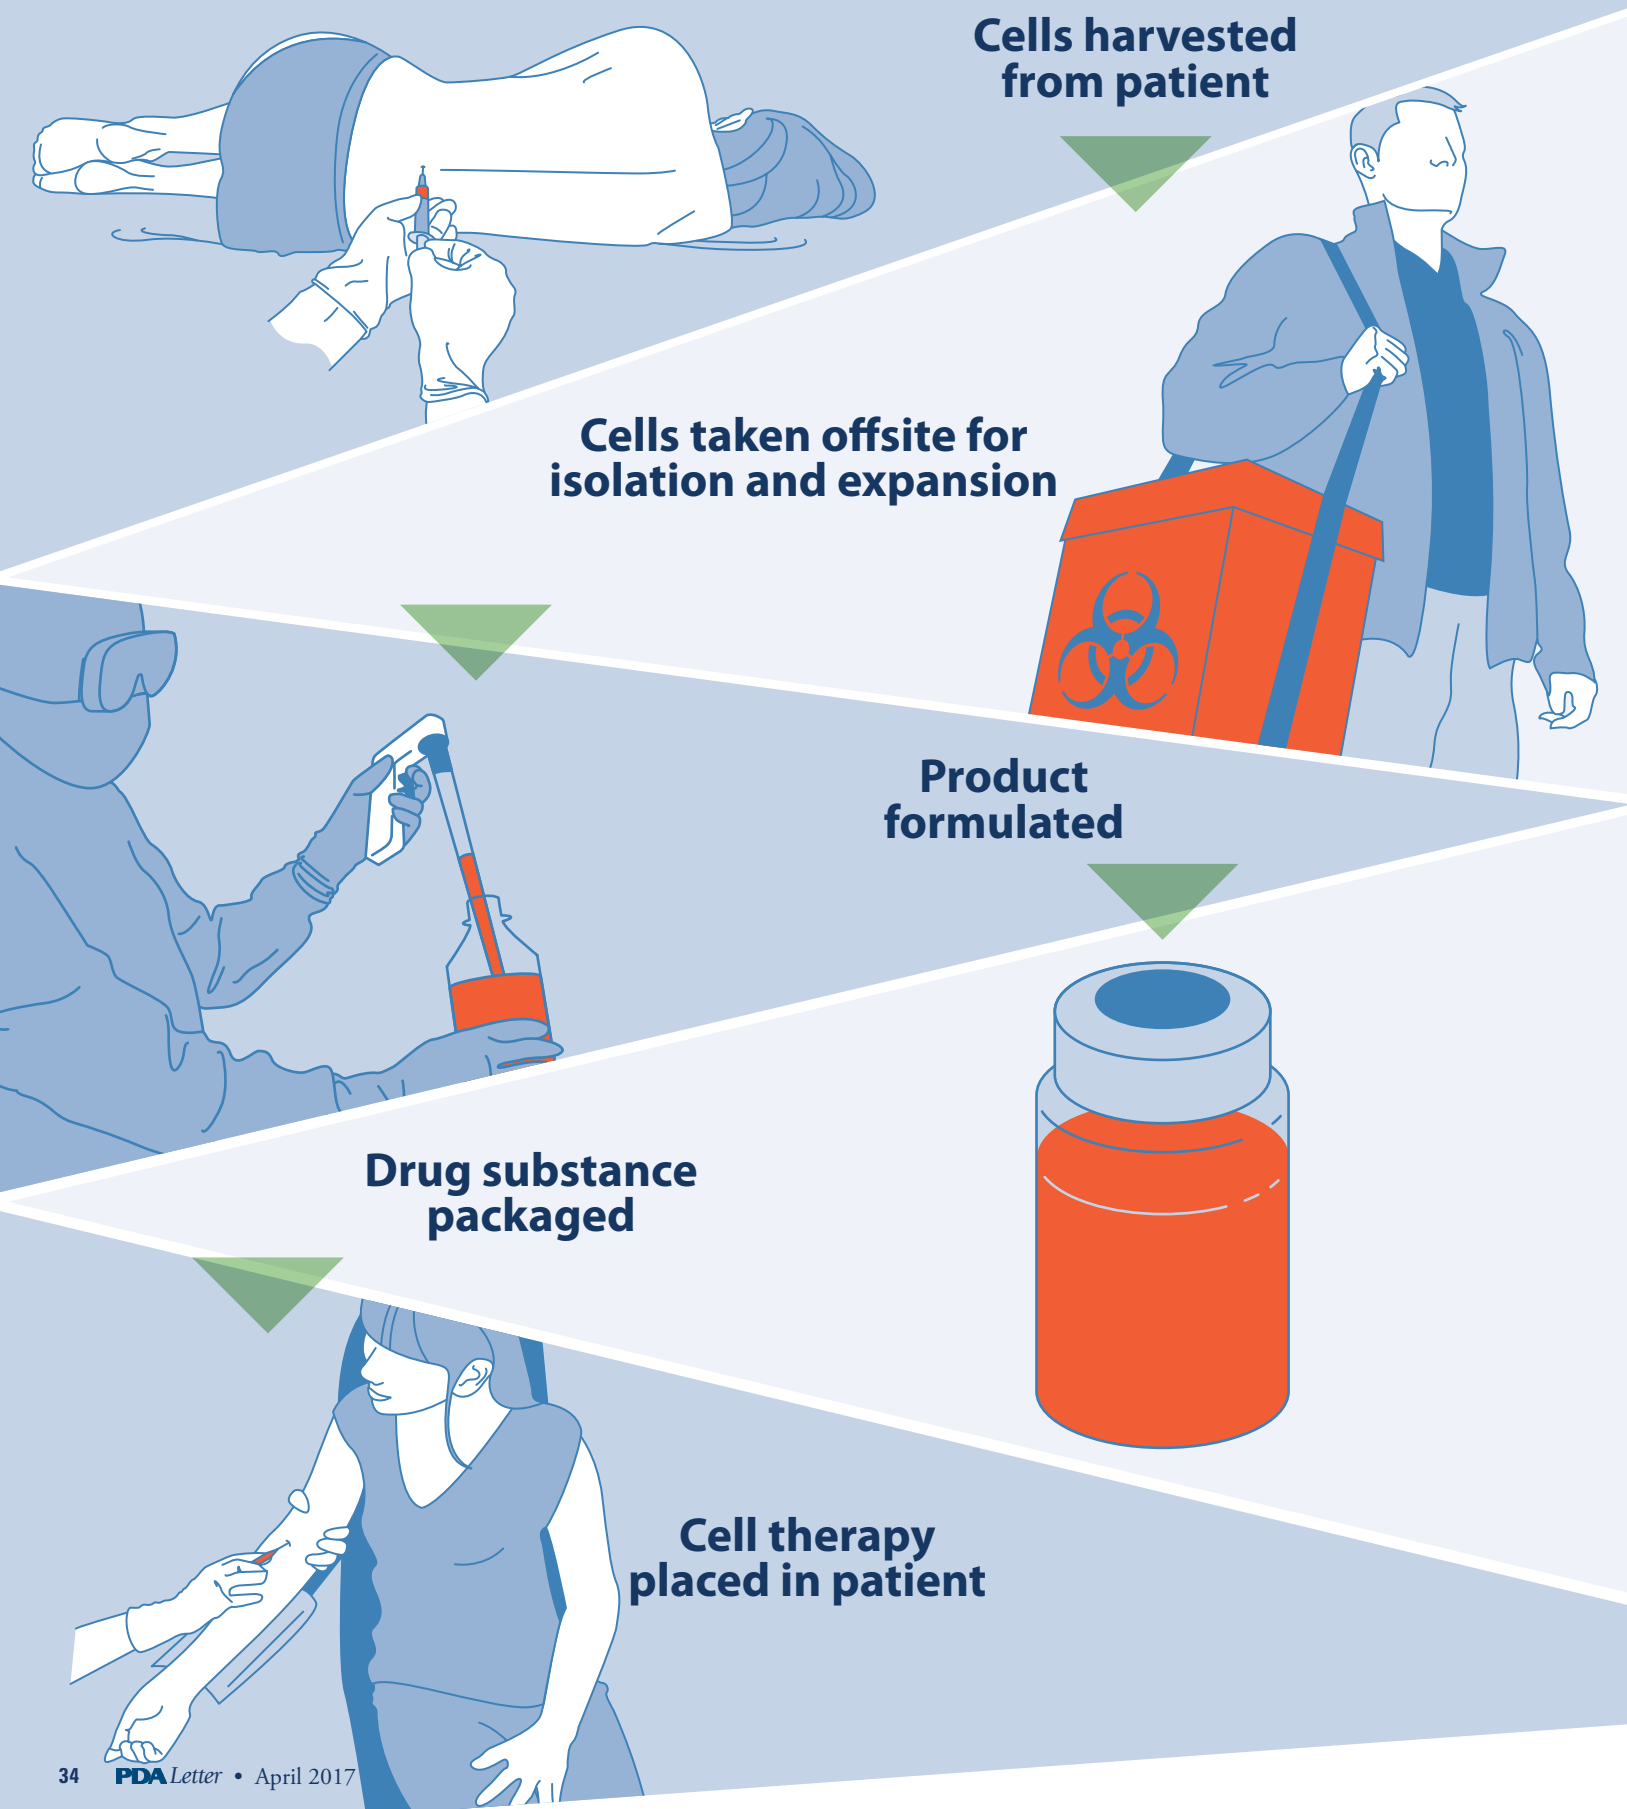 Cells harvested
from patient
Cells taken offsite for
isolation and expansion
Product
formulated
Drug substance
packaged
Cell therapy
placed in patient
34 PDA Letter • April 2017